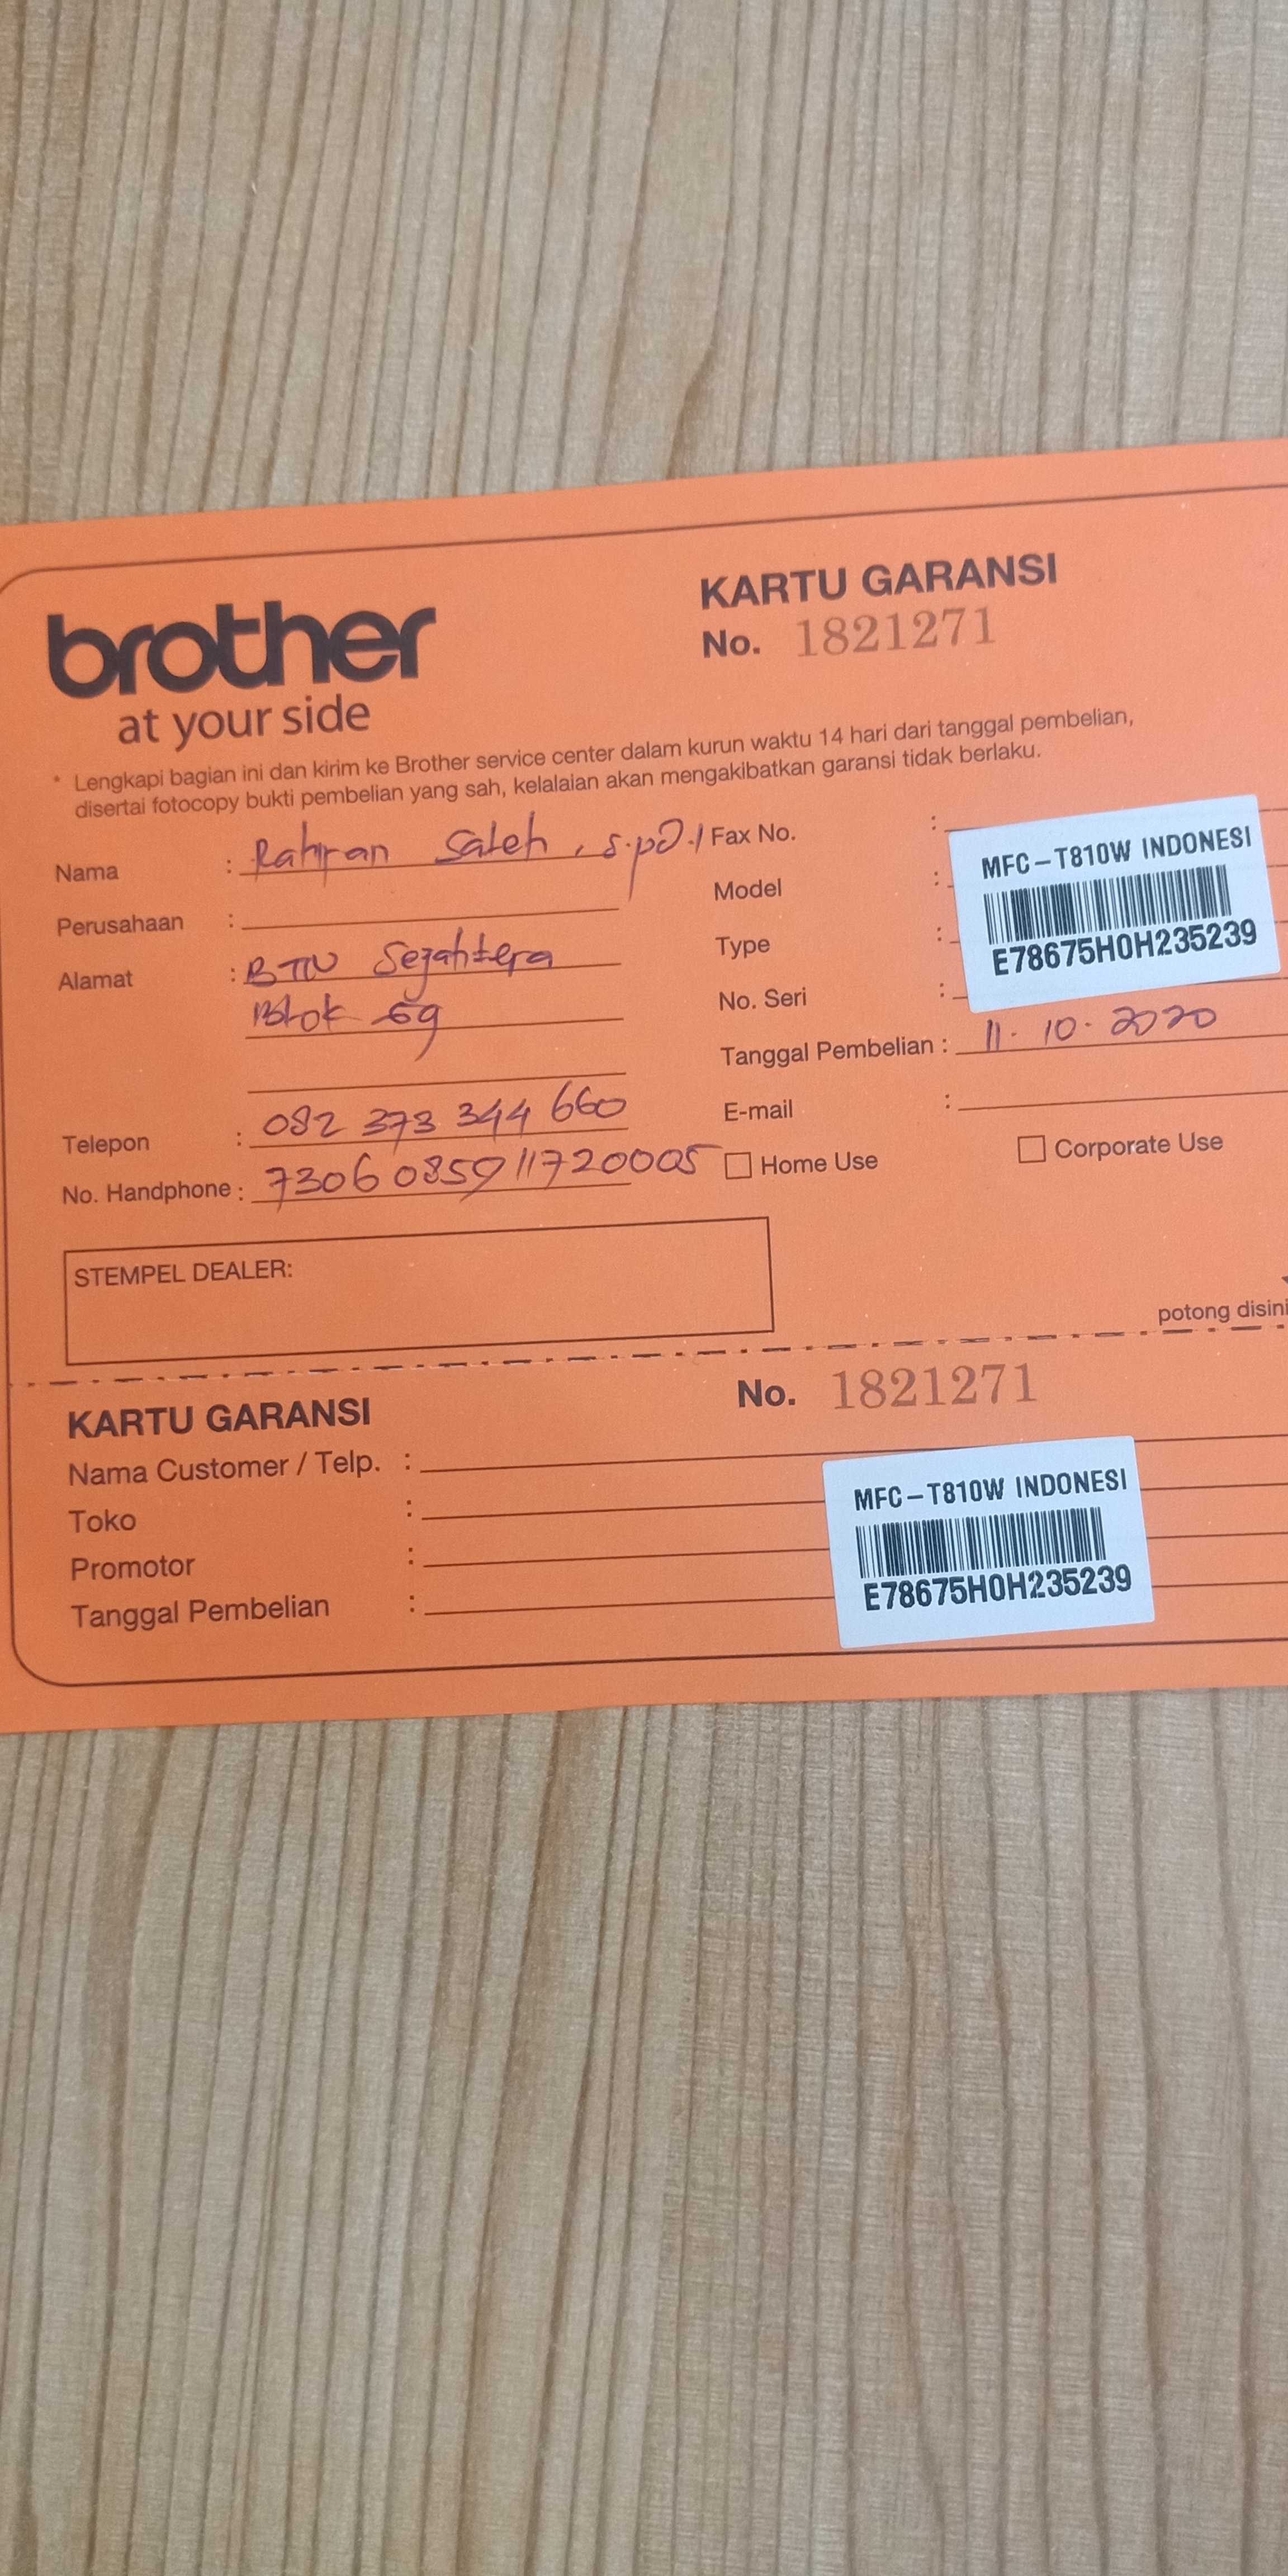 brother
at your side
KARTU GARANSI
No. 1821271
* Lengkapi bagian ini dan kirim ke Brother service center dalam kurun waktu 14 hari dari tanggal pembelian,
disertai fotocopy bukti pembelian yang sah, kelalaian akan mengakibatkan garansi tidak berlaku.
Nama : Saleh, S.pd.I
Perusahaan :
Alamat : BTN Sejahtera
Blok
Telepon : 082 373 344 660
No. Handphone : 7306085911720005
Fax No. :
Model :
Type :
No. Seri :
MFC-T810W INDONESI
E78675H0H235239
Tanggal Pembelian : 11. 10. 2020
E-mail :
Home Use
Corporate Use
STEMPEL DEALER:
potong disini
KARTU GARANSI
No. 1821271
Nama Customer / Telp. :
Toko :
Promotor :
Tanggal Pembelian :
MFC-T810W INDONESI
E78675H0H235239